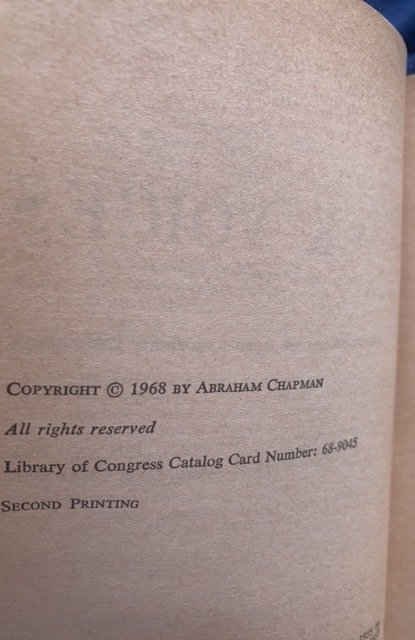 COPYRIGHT © 1968 BY ABRAHAM CHAPMAN
All rights reserved
Library of Congress Catalog Card Number: 68-9045
SECOND PRINTING